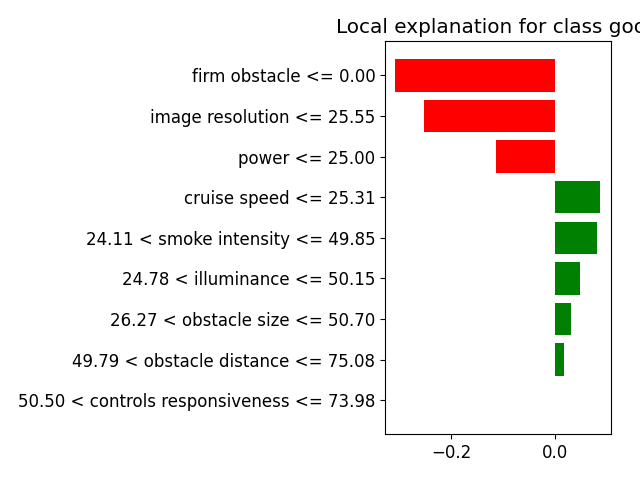 Local explanation for class goo
firm obstacle <= 0.00
image resolution <= 25.55
power <= 25.00
cruise speed <= 25.31
24.11 < smoke intensity <= 49.85
24.78 < illuminance <= 50.15
26.27 < obstacle size <= 50.70
49.79 < obstacle distance <= 75.08
50.50 < controls responsiveness <= 73.98
−0.2 0.0